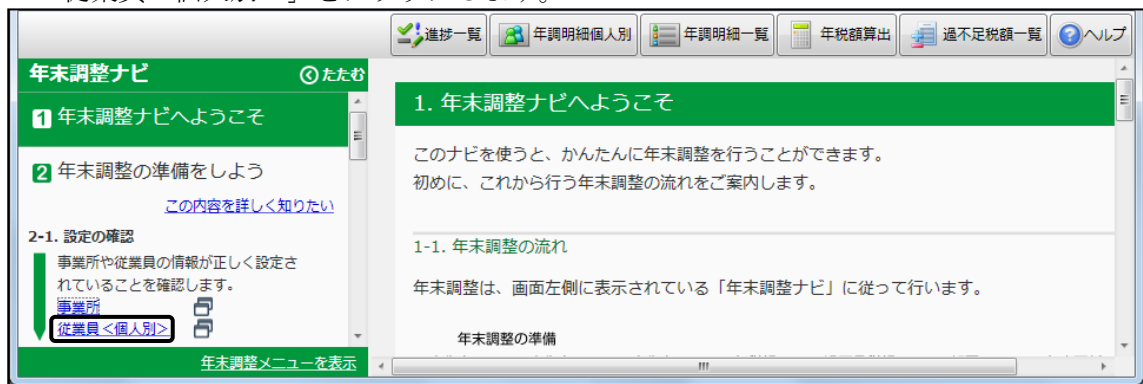 進捗一覧
年調明細個人別
年調明細一覧
年税額算出
過不足税額一覧
ヘルプ
年末調整ナビ
たたむ
1 年末調整ナビへようこそ
2 年末調整の準備をしよう
この内容を詳しく知りたい
2-1. 設定の確認
事業所や従業員の情報が正しく設定さ
れていることを確認します。
事業所
従業員<個人別>
年末調整メニューを表示
1. 年末調整ナビへようこそ
このナビを使うと、かんたんに年末調整を行うことができます。
初めに、これから行う年末調整の流れをご案内します。
1-1. 年末調整の流れ
年末調整は、画面左側に表示されている「年末調整ナビ」に従って行います。
年末調整の準備